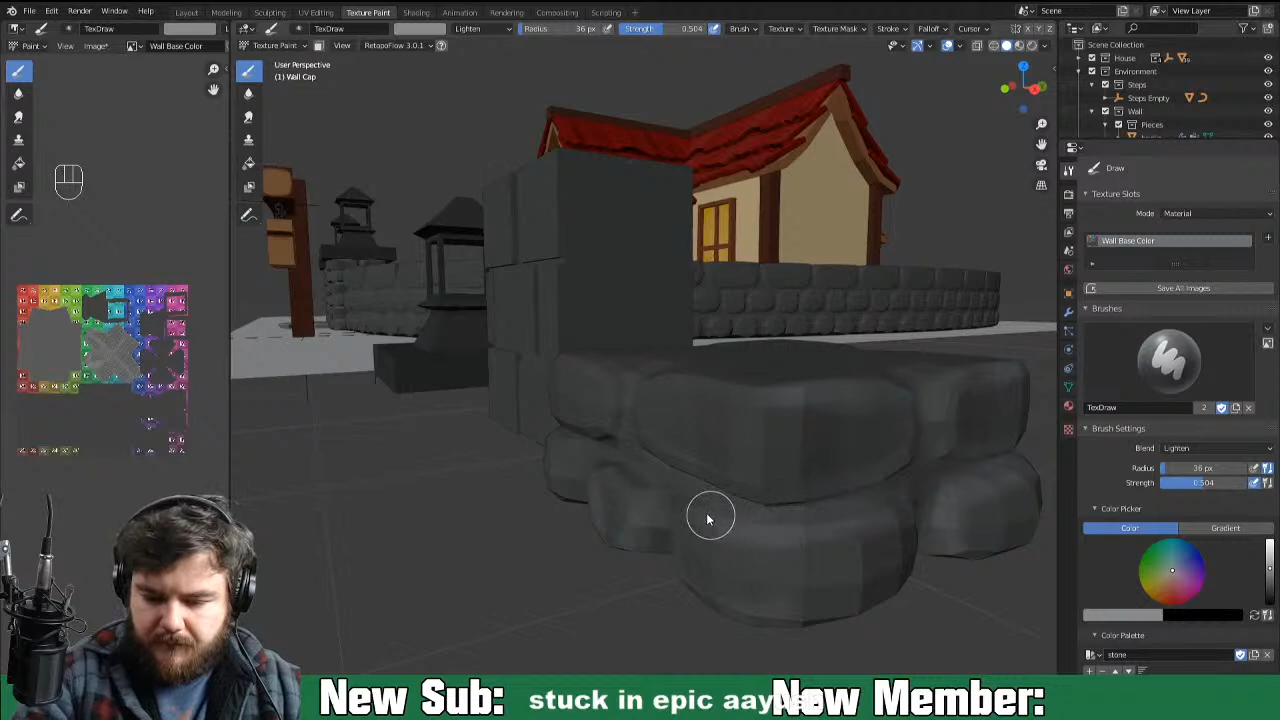 File Edit Render Window Help Layout Modeling Sculpting UV Editing Texture Paint Shading Animation Rendering Compositing Scripting Scene View Layer
TexDraw TexDraw Lighten Radius 36 px Strength 0.504 Brush Texture Texture Mask Stroke Falloff Cursor
Paint View Image* Wall Base Color Texture Paint View RetopoFlow 3.0.1
User Perspective
(1) Wall Cap
Scene Collection
House
Environment
Steps
Steps Empty
Wall
Pieces
Draw
Texture Slots
Mode Material
Wall Base Color
Save All Images
Brushes
TexDraw 2
Brush Settings
Blend Lighten
Radius 36 px
Strength 0.504
Color Picker
Color Gradient
Color Palette
stone
New Sub: stuck in epic New Member: